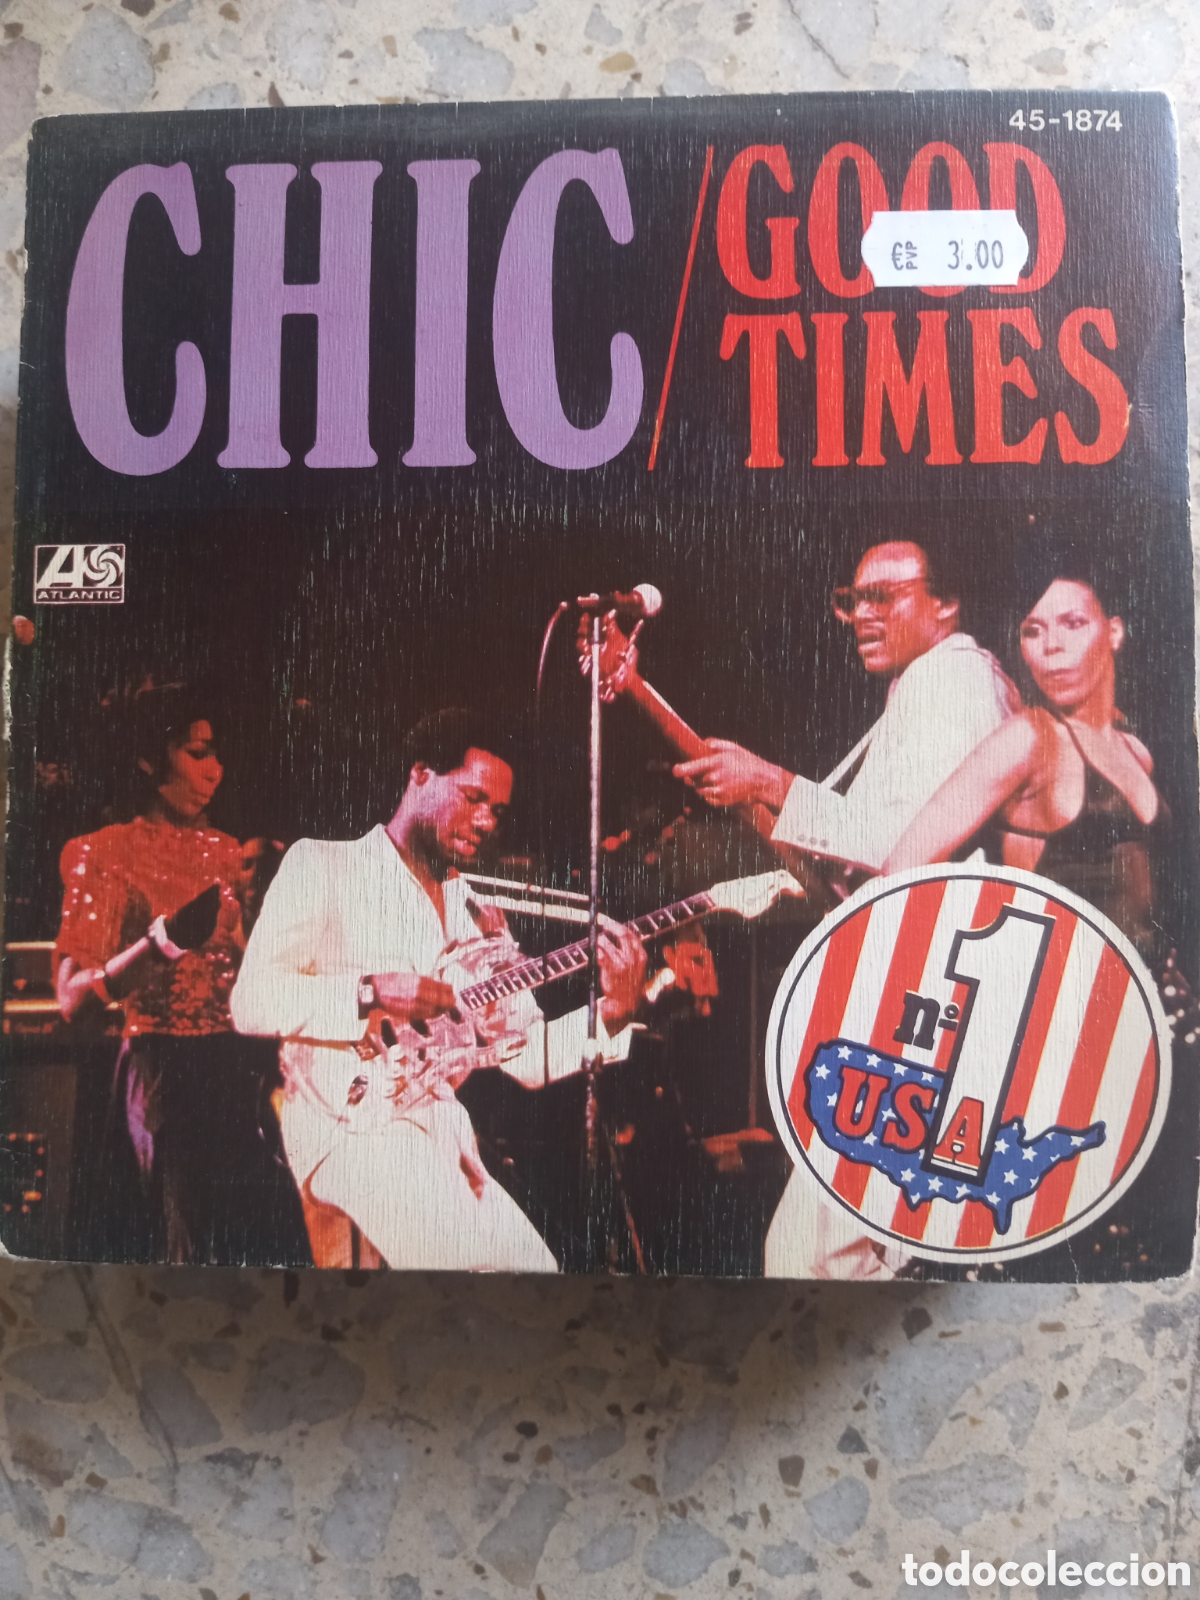 45-1874
CHIC / GOOD
TIMES
€ PVP 3.00
ATLANTIC
nº 1
USA
todocoleccion